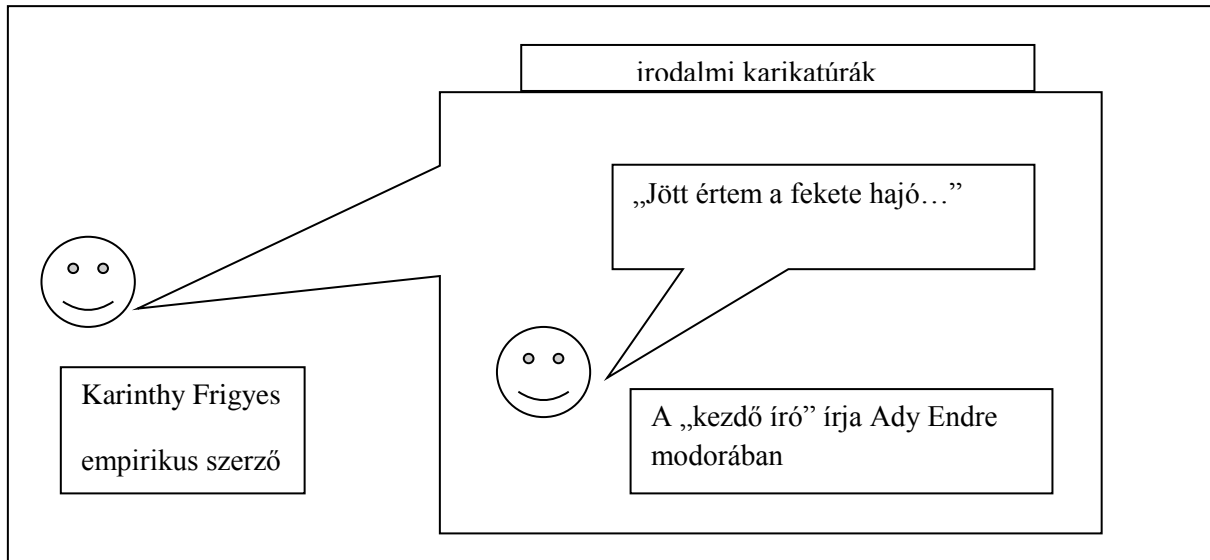 irodalmi karikatúrák
„Jött értem a fekete hajó…”
Karinthy Frigyes
empirikus szerző
A „kezdő író” írja Ady Endre
modorában